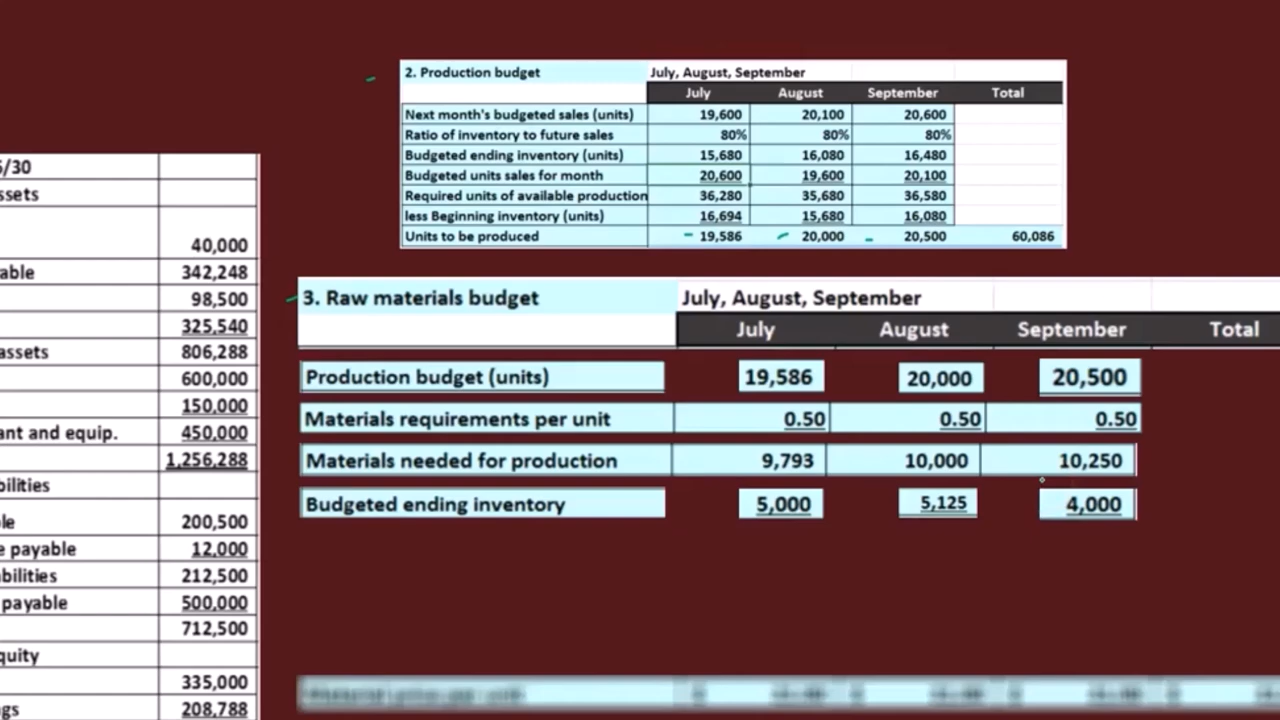 2. Production budget July, August, September
July August September Total
Next month's budgeted sales (units) 19,600 20,100 20,600
Ratio of inventory to future sales 80% 80% 80%
Budgeted ending inventory (units) 15,680 16,080 16,480
Budgeted units sales for month 20,600 19,600 20,100
Required units of available production 36,280 35,680 36,580
less Beginning inventory (units) 16,694 15,680 16,080
Units to be produced 19,586 20,000 20,500 60,086
/30
ssets
40,000
able 342,248
98,500
325,540
assets 806,288
600,000
150,000
ant and equip. 450,000
1,256,288
bilities
le 200,500
e payable 12,000
abilities 212,500
payable 500,000
712,500
quity
335,000
gs 208,788
3. Raw materials budget July, August, September
July August September Total
Production budget (units) 19,586 20,000 20,500
Materials requirements per unit 0.50 0.50 0.50
Materials needed for production 9,793 10,000 10,250
Budgeted ending inventory 5,000 5,125 4,000